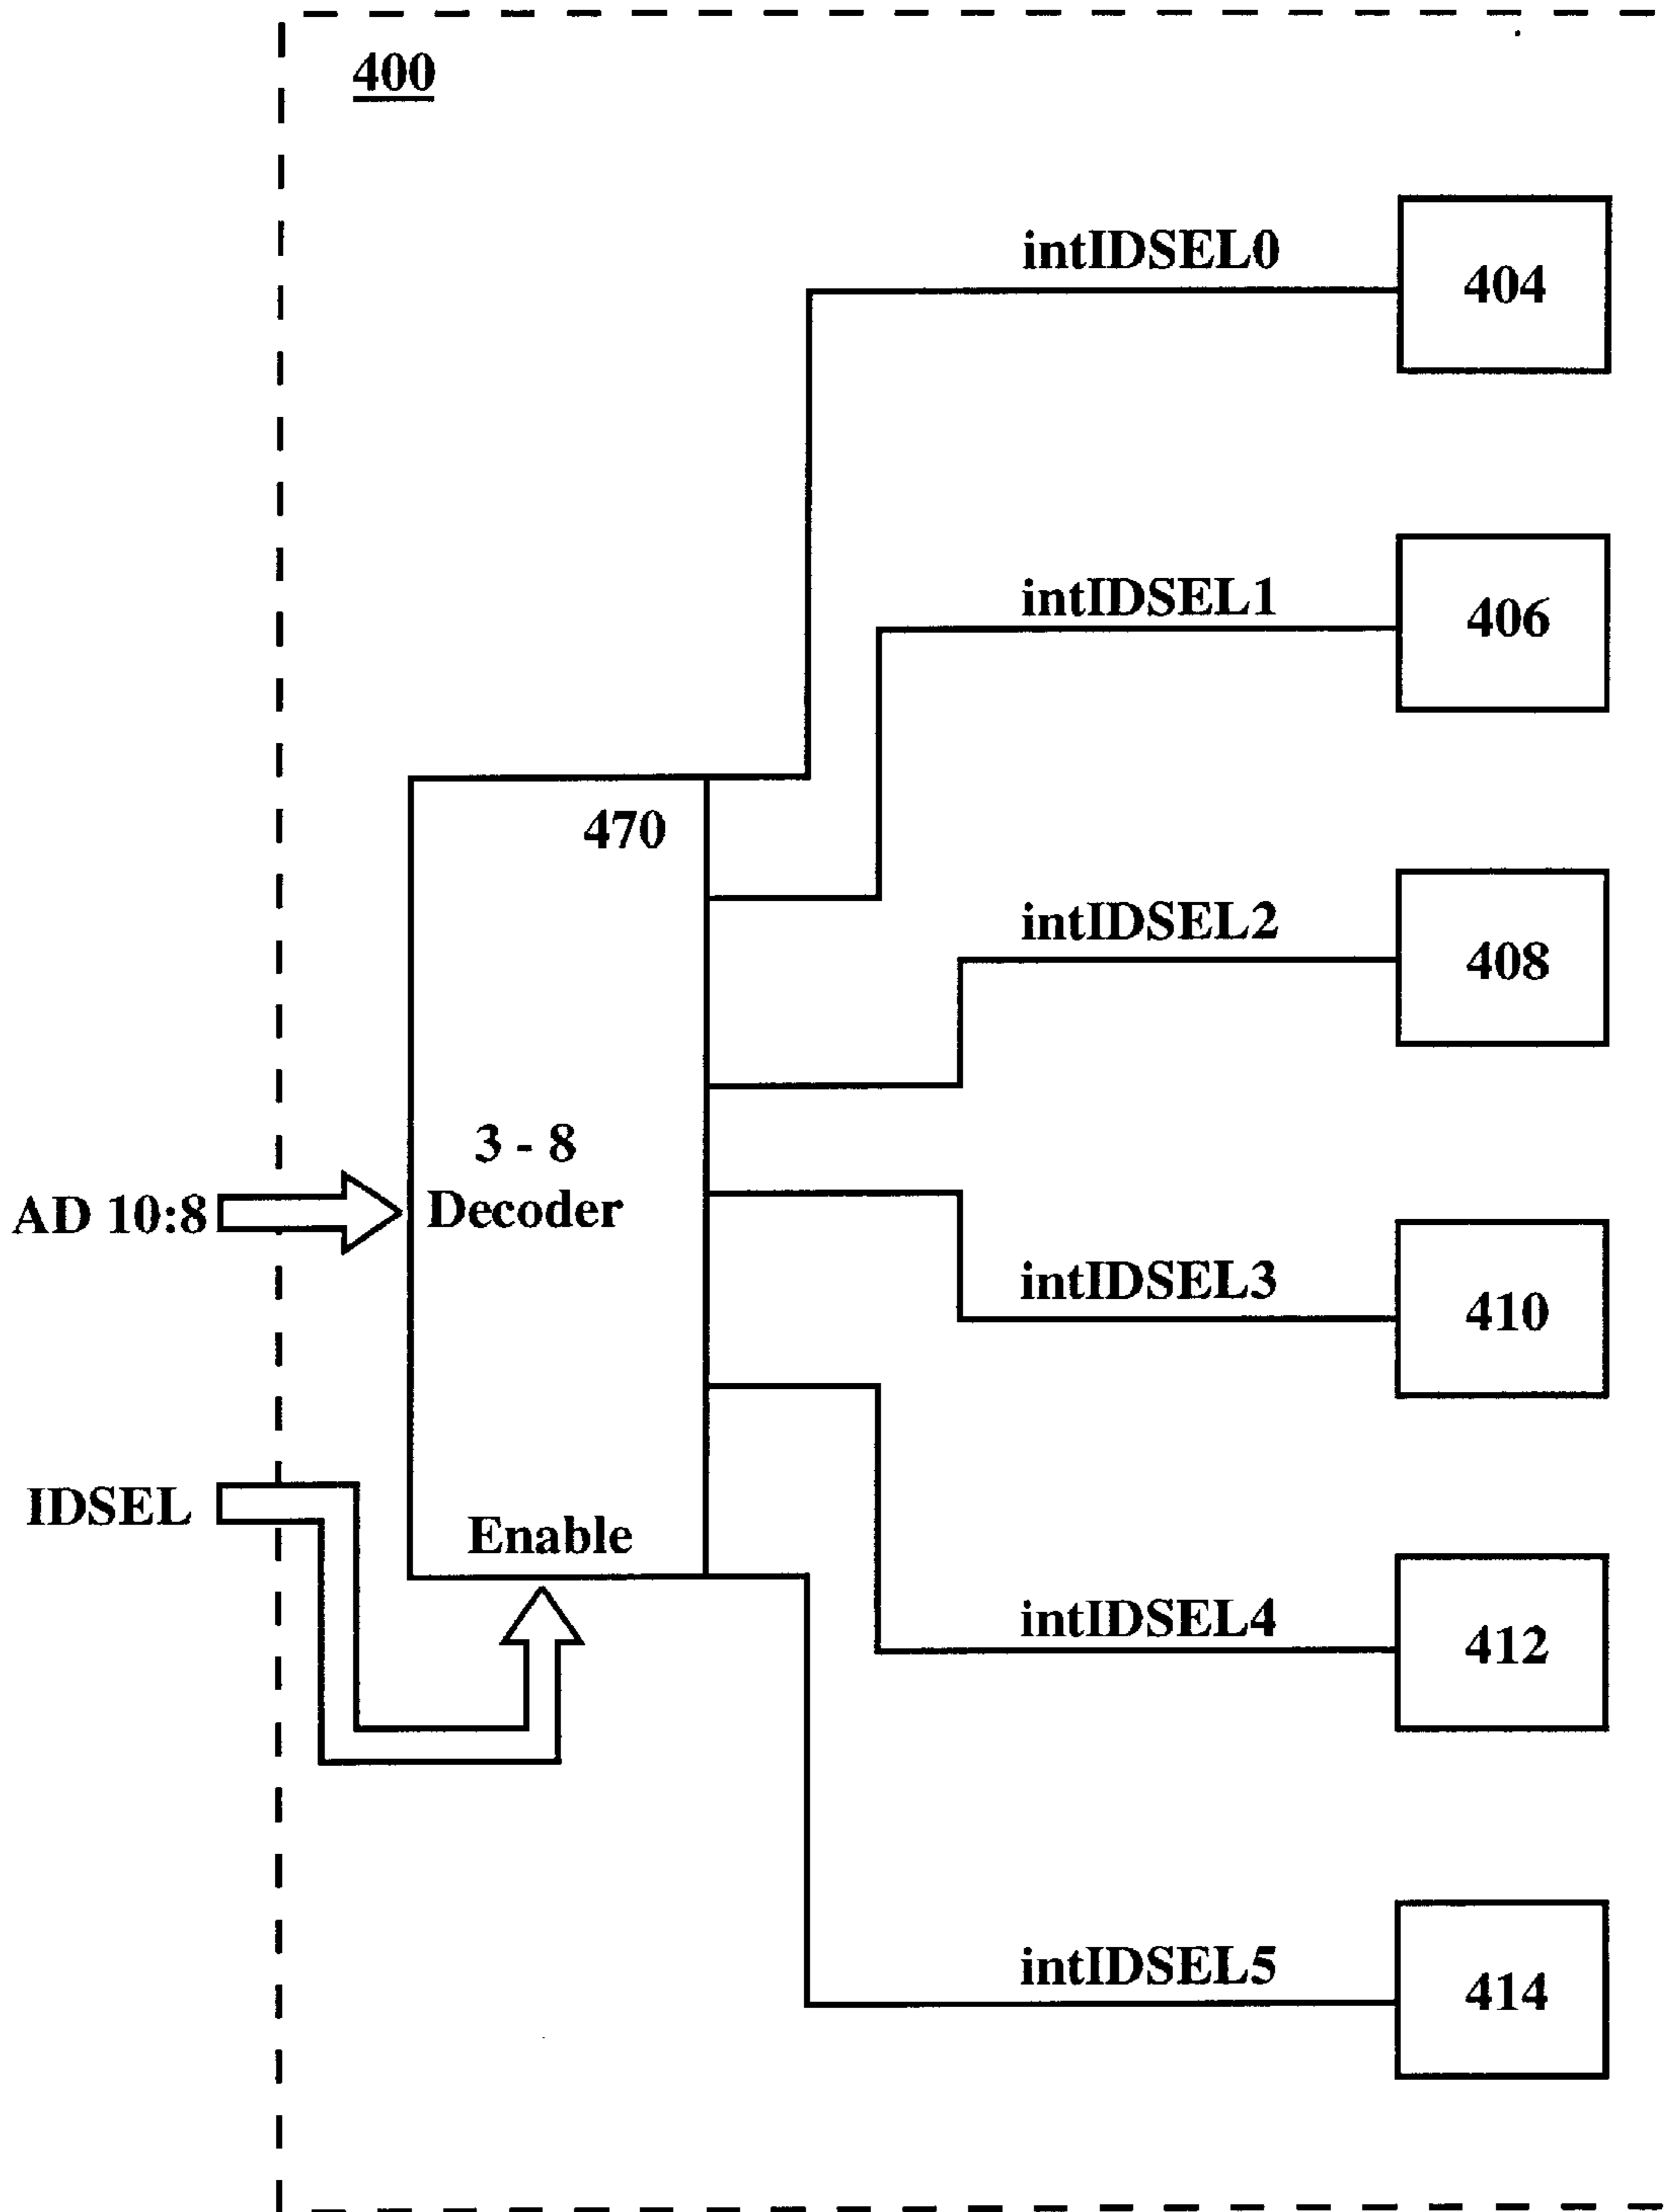 400
intIDSEL0
404
intIDSEL1
406
470
intIDSEL2
408
3 - 8
Decoder
AD 10:8
intIDSEL3
410
IDSEL
Enable
intIDSEL4
412
intIDSEL5
414